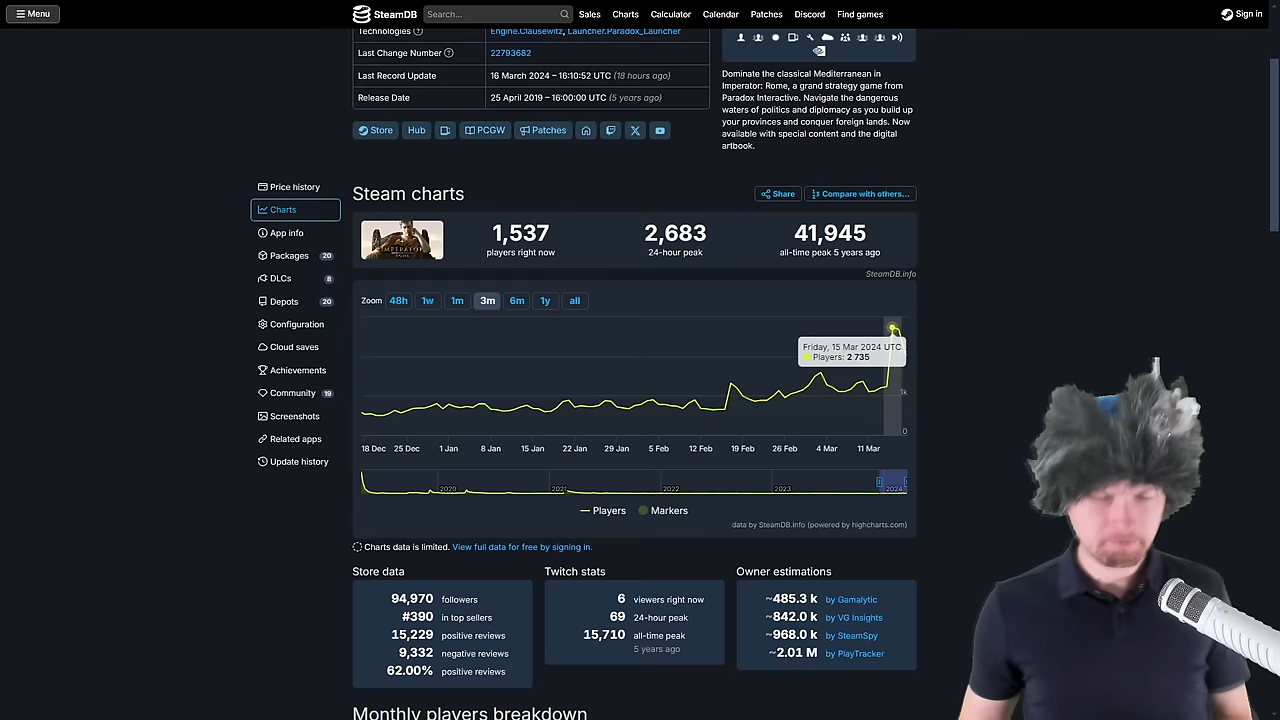 Menu
SteamDB
Search...
Sales
Charts
Calculator
Calendar
Patches
Discord
Find games
Sign in
Technologies
Engine.Clausewitz, Launcher.Paradox_Launcher
Last Change Number
22793682
Last Record Update
16 March 2024 – 16:10:52 UTC (18 hours ago)
Release Date
25 April 2019 – 16:00:00 UTC (5 years ago)
Store
Hub
PCGW
Patches
Dominate the classical Mediterranean in
Imperator: Rome, a grand strategy game from
Paradox Interactive. Navigate the dangerous
waters of politics and diplomacy as you build up
your provinces and conquer foreign lands. Now
available with special content and the digital
artbook.
Price history
Charts
App info
Packages 20
DLCs 8
Depots 20
Configuration
Cloud saves
Achievements
Community 19
Screenshots
Related apps
Update history
Steam charts
Share
Compare with others...
IMPERATOR
1,537
players right now
2,683
24-hour peak
41,945
all-time peak 5 years ago
SteamDB.info
Zoom 48h 1w 1m 3m 6m 1y all
Friday, 15 Mar 2024 UTC
Players: 2 735
1k
0
18 Dec 25 Dec 1 Jan 8 Jan 15 Jan 22 Jan 29 Jan 5 Feb 12 Feb 19 Feb 26 Feb 4 Mar 11 Mar
2020 2021 2022 2023 2024
Players Markers
data by SteamDB.info (powered by highcharts.com)
Charts data is limited. View full data for free by signing in.
Store data
94,970 followers
#390 in top sellers
15,229 positive reviews
9,332 negative reviews
62.00% positive reviews
Twitch stats
6 viewers right now
69 24-hour peak
15,710 all-time peak
5 years ago
Owner estimations
~485.3 k by Gamalytic
~842.0 k by VG Insights
~968.0 k by SteamSpy
~2.01 M by PlayTracker
Monthly players breakdown